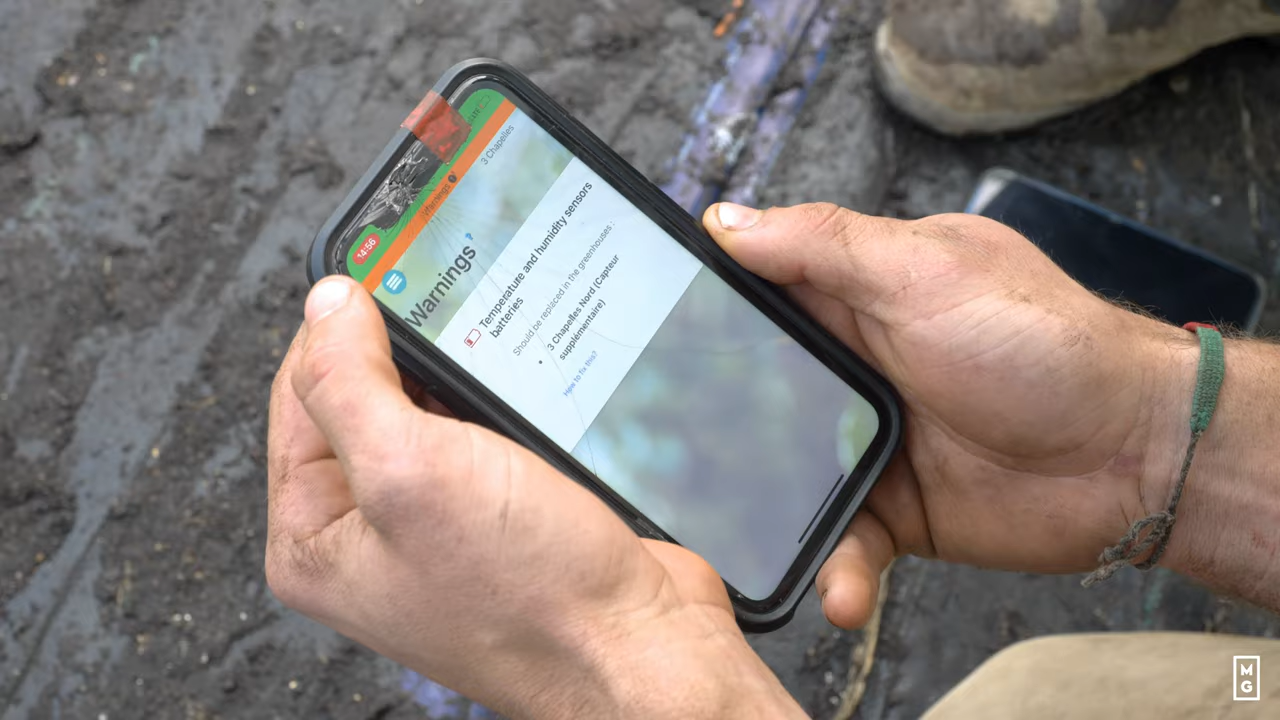 14:56
Warnings
3 Chapelles
Warnings ?
Temperature and humidity sensors
batteries
Should be replaced in the greenhouses :
• 3 Chapelles Nord (Capteur
supplémentaire)
How to fix this?
M
G